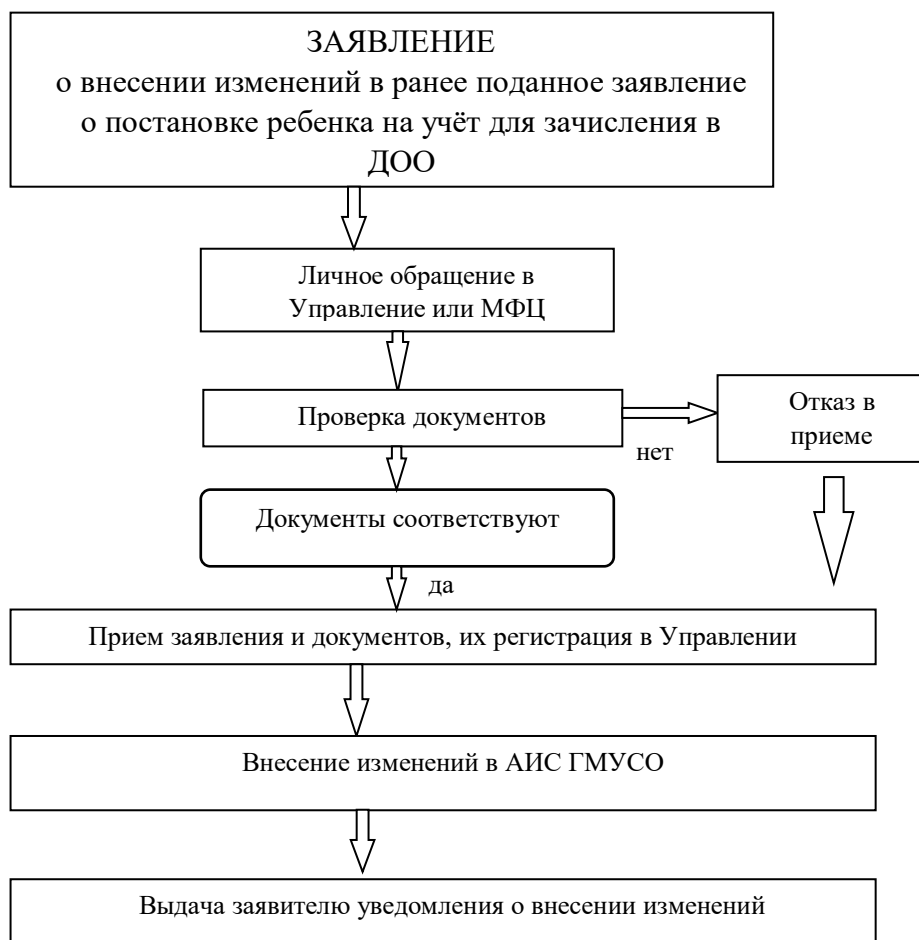 ЗАЯВЛЕНИЕ
о внесении изменений в ранее поданное заявление
о постановке ребенка на учёт для зачисления в
ДОО
Личное обращение в
Управление или МФЦ
Проверка документов
Отказ в
приеме
нет
Документы соответствуют
да
Прием заявления и документов, их регистрация в Управлении
Внесение изменений в АИС ГМУСО
Выдача заявителю уведомления о внесении изменений